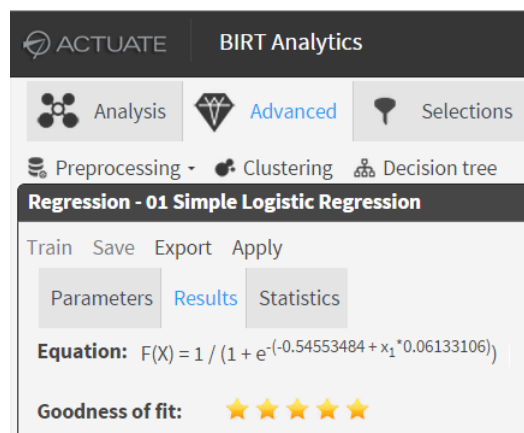 ACTUATE BIRT Analytics
Analysis Advanced Selections
Preprocessing Clustering Decision tree
Regression - 01 Simple Logistic Regression
Train Save Export Apply
Parameters Results Statistics
Equation: F(X) = 1 / (1 + e^-(-0.54553484 + x₁*0.06133106))
Goodness of fit: